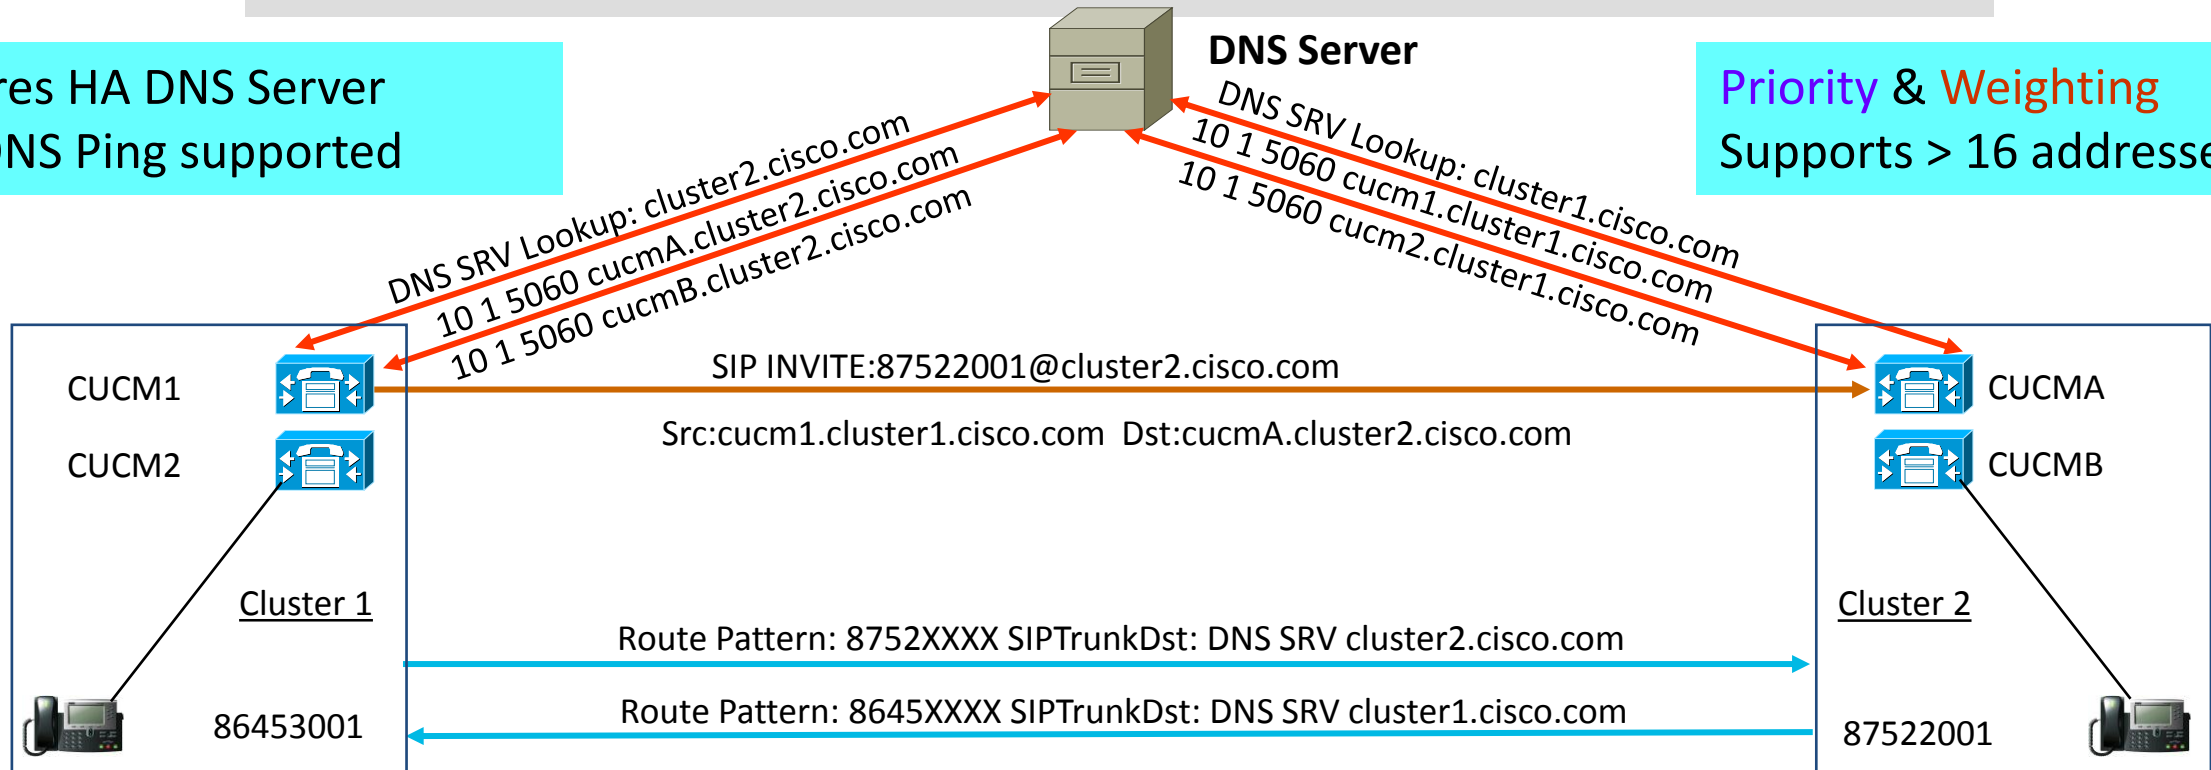 DNS Server
HA DNS Server
Ping supported
Priority & Weighting
Supports > 16
DNS SRV Lookup: cluster2.cisco.com
10 1 5060 cucmA.cluster2.cisco.com
10 1 5060 cucmB.cluster2.cisco.com
DNS SRV Lookup: cluster1.cisco.com
10 1 5060 cucm1.cluster1.cisco.com
10 1 5060 cucm2.cluster1.cisco.com
CUCM1
CUCM2
SIP INVITE:87522001@cluster2.cisco.com
Src:cucm1.cluster1.cisco.com Dst:cucmA.cluster2.cisco.com
CUCMA
CUCMB
Cluster 1
Cluster 2
Route Pattern: 8752XXXX SIPTrunkDst: DNS SRV cluster2.cisco.com
Route Pattern: 8645XXXX SIPTrunkDst: DNS SRV cluster1.cisco.com
86453001
87522001